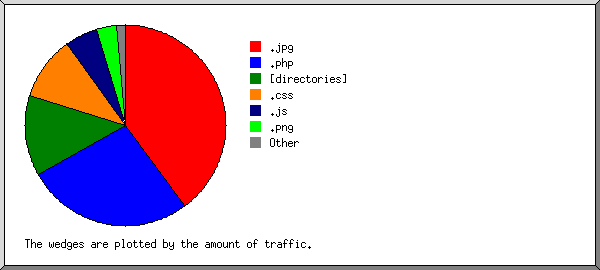 .jpg
.php
[directories]
.css
.js
.png
Other
The wedges are plotted by the amount of traffic.